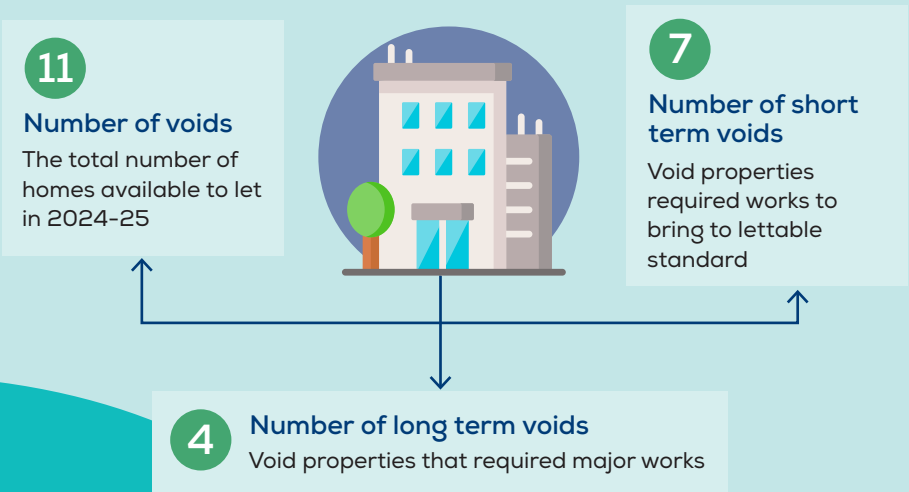 11
Number of voids
The total number of
homes available to let
in 2024-25
7
Number of short
term voids
Void properties
required works to
bring to lettable
standard
4
Number of long term voids
Void properties that required major works